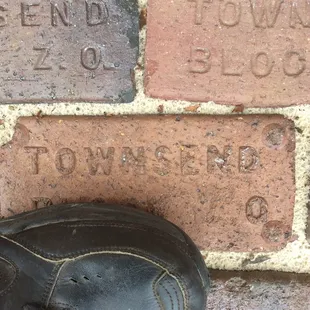 SEND
Z.O.
TOWN
BLOC
TOWNSEND
O